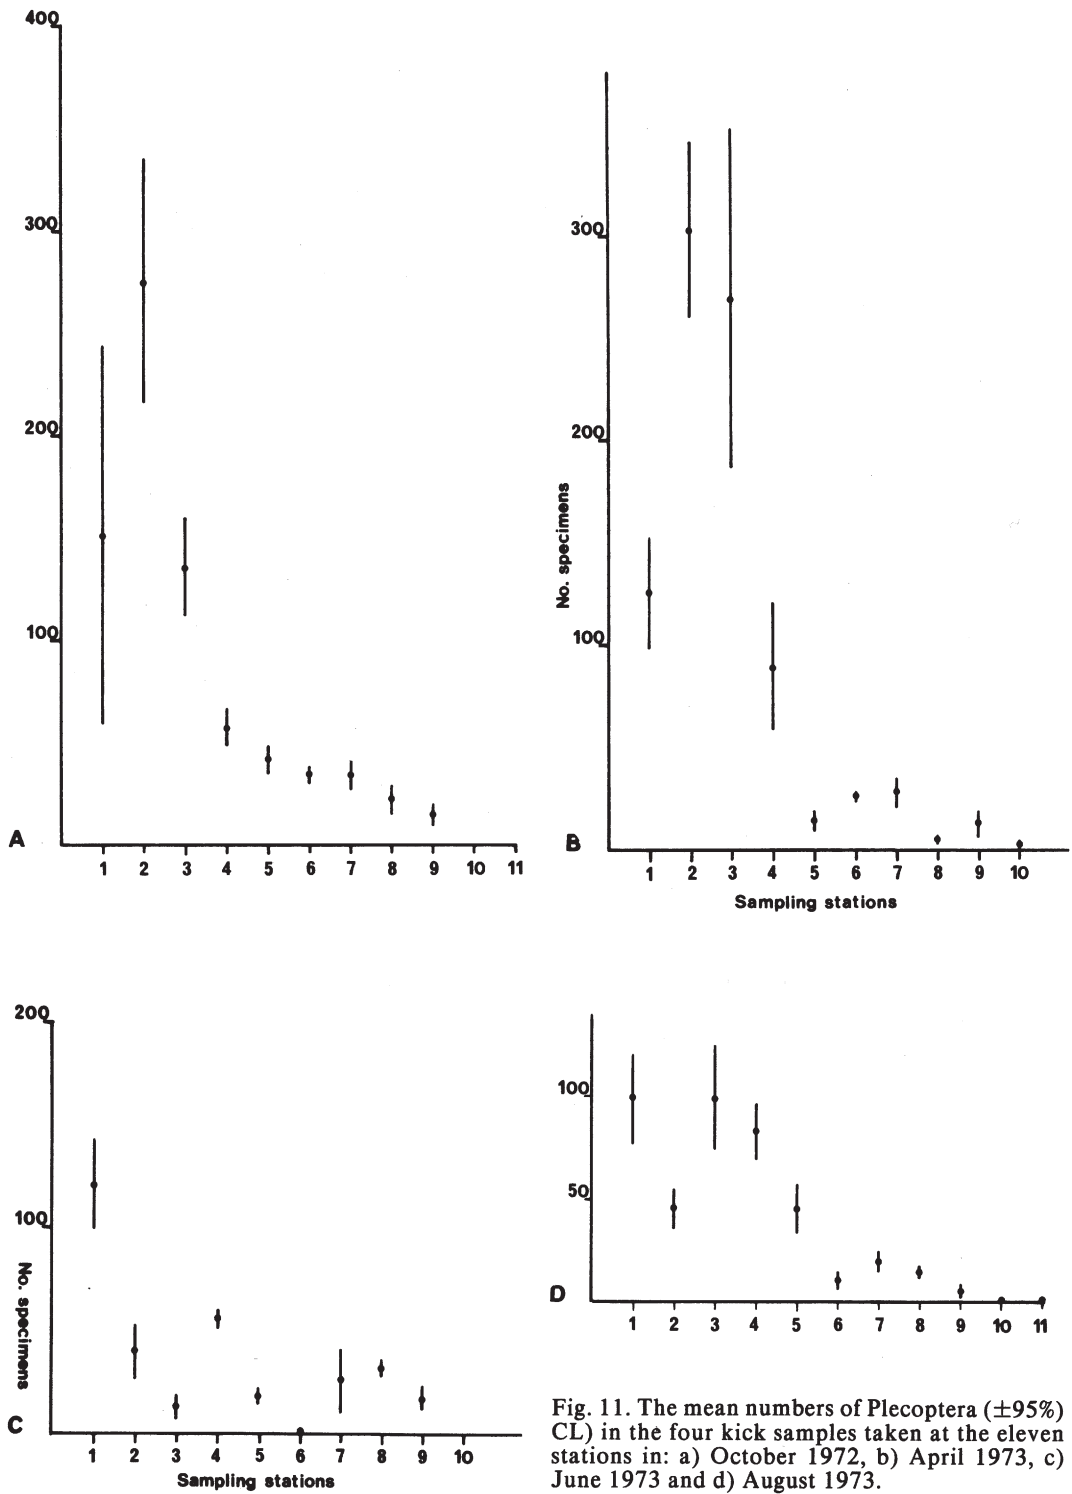 400
300
200
100
A
1 2 3 4 5 6 7 8 9 10 11
300
200
100
No. specimens
B
1 2 3 4 5 6 7 8 9 10
Sampling stations
200
100
No. specimens
C
1 2 3 4 5 6 7 8 9 10
Sampling stations
100
50
D
1 2 3 4 5 6 7 8 9 10 11
Fig. 11. The mean numbers of Plecoptera (±95%)
CL) in the four kick samples taken at the eleven
stations in: a) October 1972, b) April 1973, c)
June 1973 and d) August 1973.